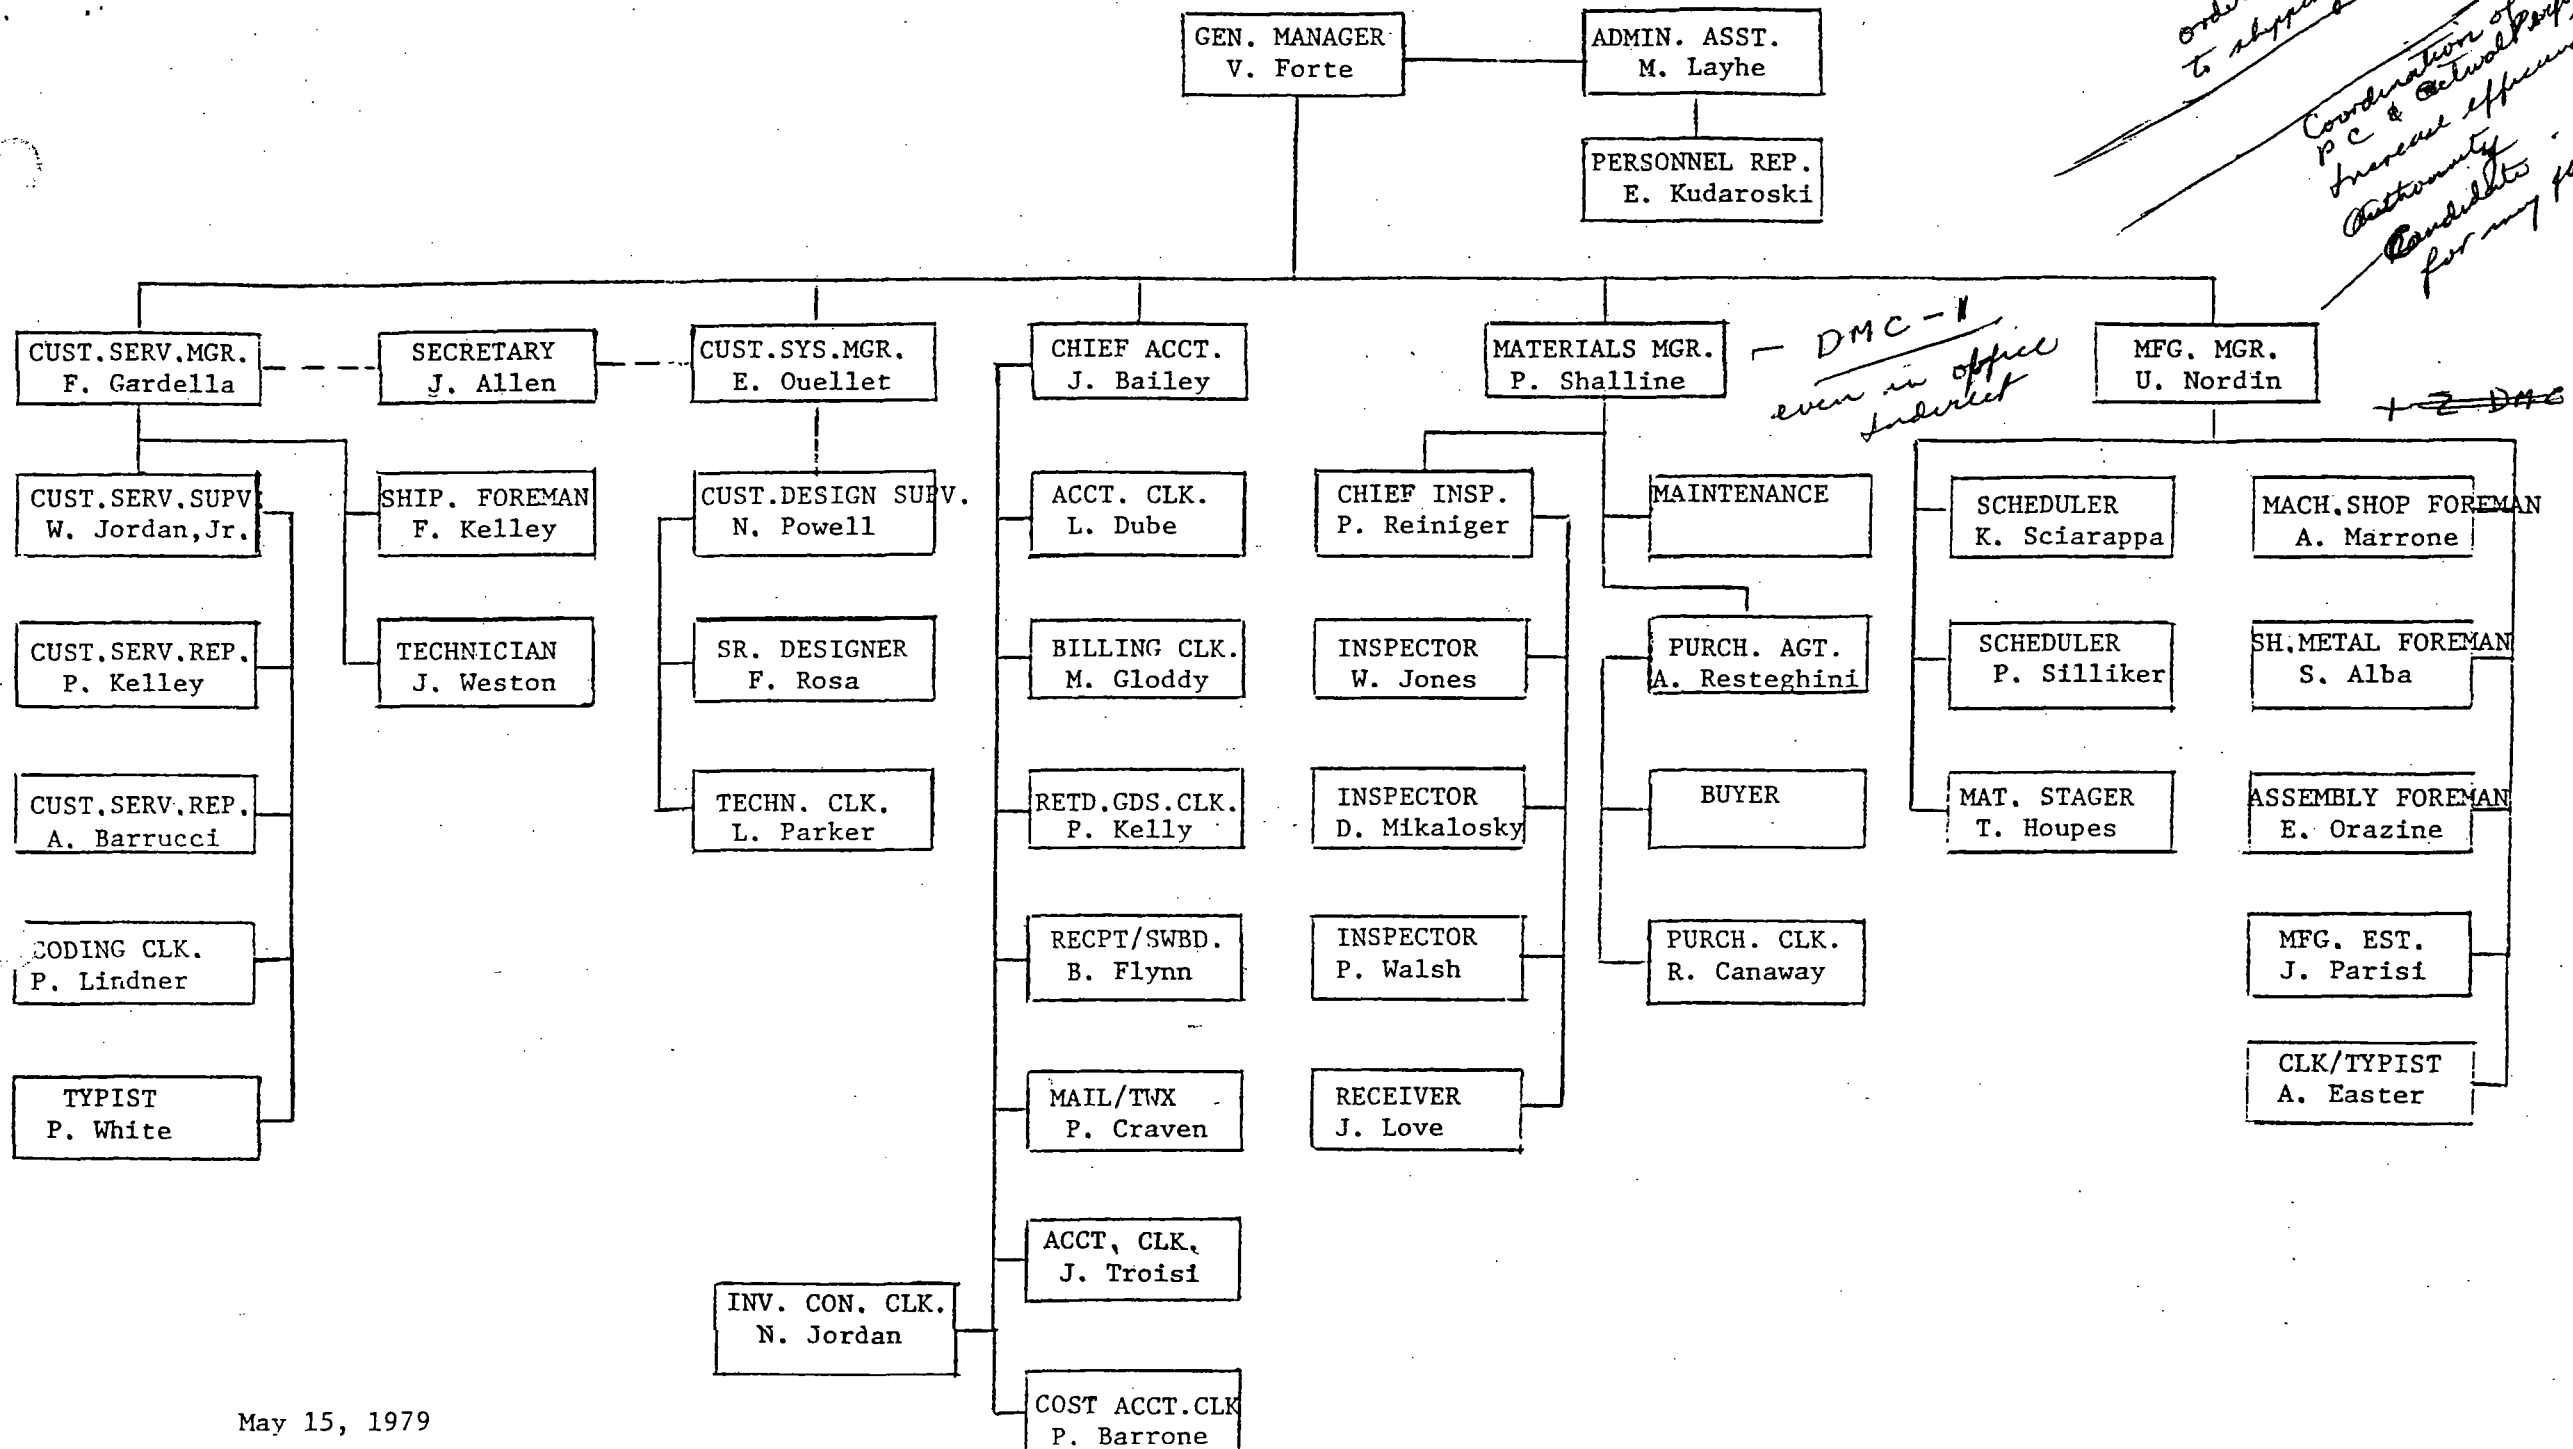 GEN. MANAGER
V. Forte
ADMIN. ASST.
M. Layhe
PERSONNEL REP.
E. Kudaroski
to
Coordination of
PC & actual
Increase
Authority
Candidate
for my
CUST.SERV.MGR.
F. Gardella
SECRETARY
J. Allen
CUST.SYS.MGR.
E. Ouellet
CHIEF ACCT.
J. Bailey
MATERIALS MGR.
P. Shalline
- DMC-1
even in office
Indirect
MFG. MGR.
U. Nordin
+ 2 DMC
CUST.SERV.SUPV.
W. Jordan,Jr.
SHIP. FOREMAN
F. Kelley
CUST.DESIGN SUPV.
N. Powell
ACCT. CLK.
L. Dube
CHIEF INSP.
P. Reiniger
MAINTENANCE
SCHEDULER
K. Sciarappa
MACH.SHOP FOREMAN
A. Marrone
CUST.SERV.REP.
P. Kelley
TECHNICIAN
J. Weston
SR. DESIGNER
F. Rosa
BILLING CLK.
M. Gloddy
INSPECTOR
W. Jones
PURCH. AGT.
A. Resteghini
SCHEDULER
P. Silliker
SH.METAL FOREMAN
S. Alba
CUST.SERV.REP.
A. Barrucci
TECHN. CLK.
L. Parker
RETD.GDS.CLK.
P. Kelly
INSPECTOR
D. Mikalosky
BUYER
MAT. STAGER
T. Houpes
ASSEMBLY FOREMAN
E. Orazine
CODING CLK.
P. Lindner
RECPT/SWBD.
B. Flynn
INSPECTOR
P. Walsh
PURCH. CLK.
R. Canaway
MFG. EST.
J. Parisi
TYPIST
P. White
MAIL/TWX
P. Craven
RECEIVER
J. Love
CLK/TYPIST
A. Easter
ACCT. CLK.
J. Troisi
INV. CON. CLK.
N. Jordan
COST ACCT.CLK
P. Barrone
May 15, 1979